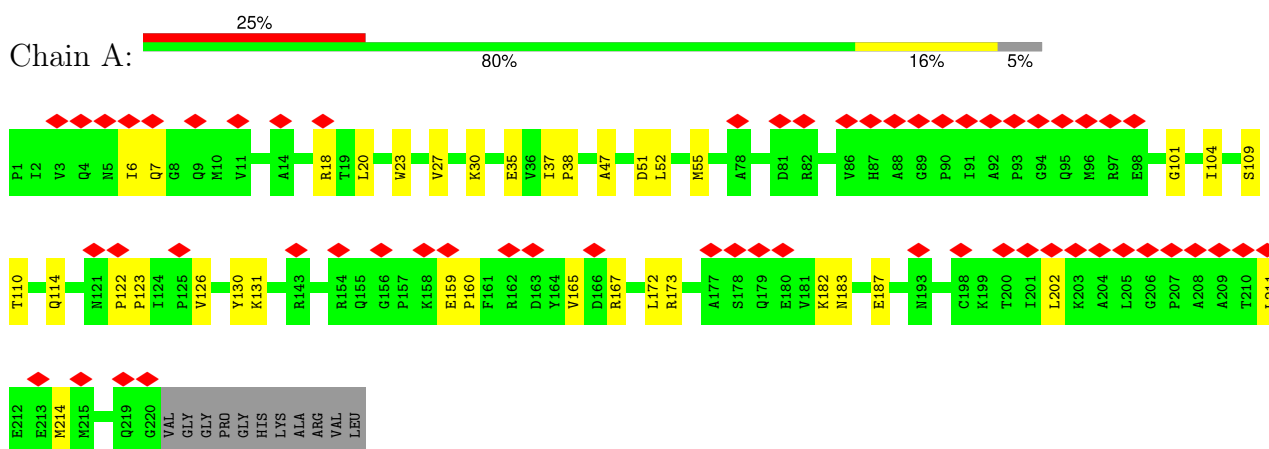 25%
Chain A:
80% 16% 5%
P1 I2 V3 Q4 N5 I6 Q7 G8 Q9 M10 V11 A14 R18 T19 L20 W23 V27 K30 E35 V36 I37 P38 A47 D51 L52 M55 A78 D81 R82 V86 H87 A88 G89 P90 I91 A92 P93 G94 Q95 M96 R97 E98 G101 I104 S109
T110 Q114 N121 P122 P123 I124 P125 V126 Y130 K131 R143 R154 Q155 G156 P157 K158 E159 P160 F161 R162 D163 Y164 V165 D166 R167 L172 R173 A177 S178 Q179 E180 V181 K182 N183 E187 N193 C198 K199 T200 I201 L202 K203 A204 L205 G206 P207 A208 A209 T210
E212 E213 M214 M215 Q219 G220 VAL GLY GLY PRO GLY HIS LYS ALA ARG VAL LEU